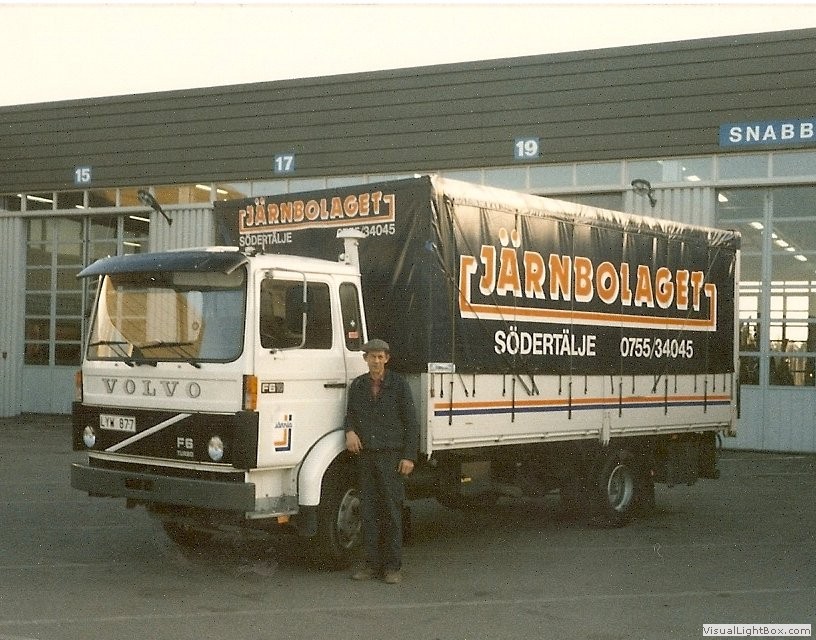 15
17
19
SNABB
JÄRNBOLAGET
SÖDERTÄLJE 0755/34045
JÄRNBOLAGET
SÖDERTÄLJE 0755/34045
VOLVO
F6
LYW 877
F6
TURBO
VisualLightBox.com